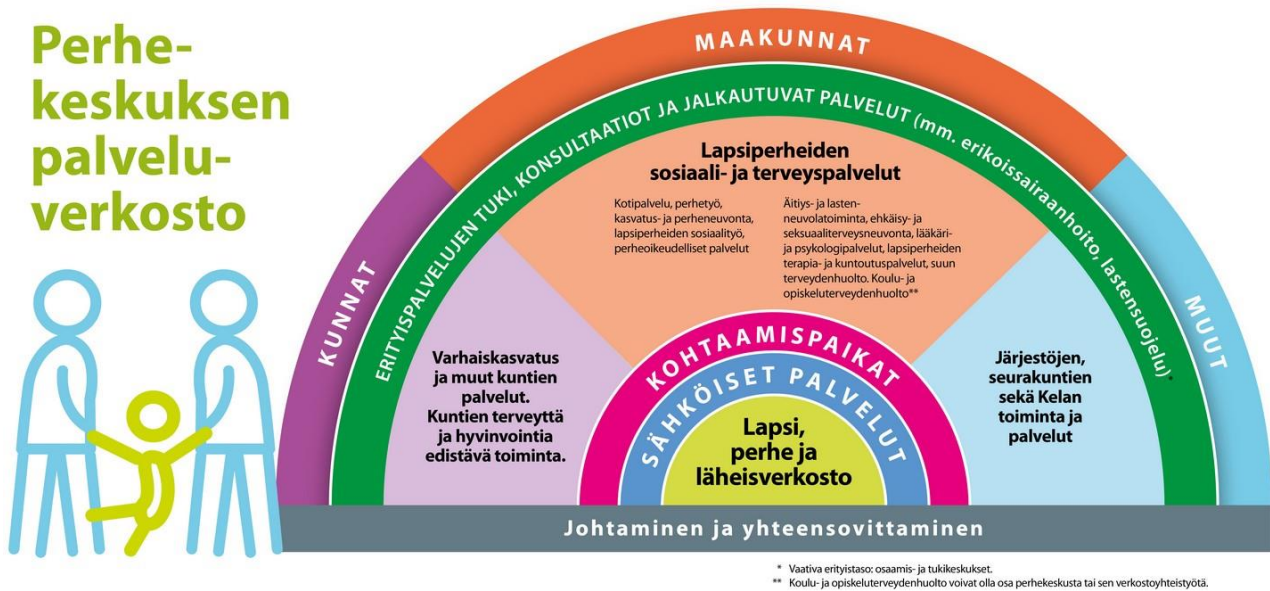 Perhe-
keskuksen
palvelu-
verkosto
MAAKUNNAT
KUNNAT
MUUT
ERITYISPALVELUJEN TUKI, KONSULTAATIOT JA JALKAUTUVAT PALVELUT (mm. erikoissairaanhoito, lastensuojelu)*
Lapsiperheiden
sosiaali- ja terveyspalvelut
Kotipalvelu, perhetyö,
kasvatus- ja perheneuvonta,
lapsiperheiden sosiaalityö,
perheoikeudelliset palvelut
Äitiys- ja lasten-
neuvolatoiminta, ehkäisy- ja
seksuaaliterveysneuvonta, lääkäri-
ja psykologipalvelut, lapsiperheiden
terapia- ja kuntoutuspalvelut, suun
terveydenhuolto. Koulu- ja
opiskeluterveydenhuolto**
Varhaiskasvatus
ja muut kuntien
palvelut.
Kuntien terveyttä
ja hyvinvointia
edistävä toiminta.
KOHTAAMISPAIKAT
SÄHKÖISET PALVELUT
Lapsi,
perhe ja
läheisverkosto
Järjestöjen,
seurakuntien
sekä Kelan
toiminta ja
palvelut
Johtaminen ja yhteensovittaminen
* Vaativa erityistaso: osaamis- ja tukikeskukset.
** Koulu- ja opiskeluterveydenhuolto voivat olla osa perhekeskusta tai sen verkostoyhteistyötä.